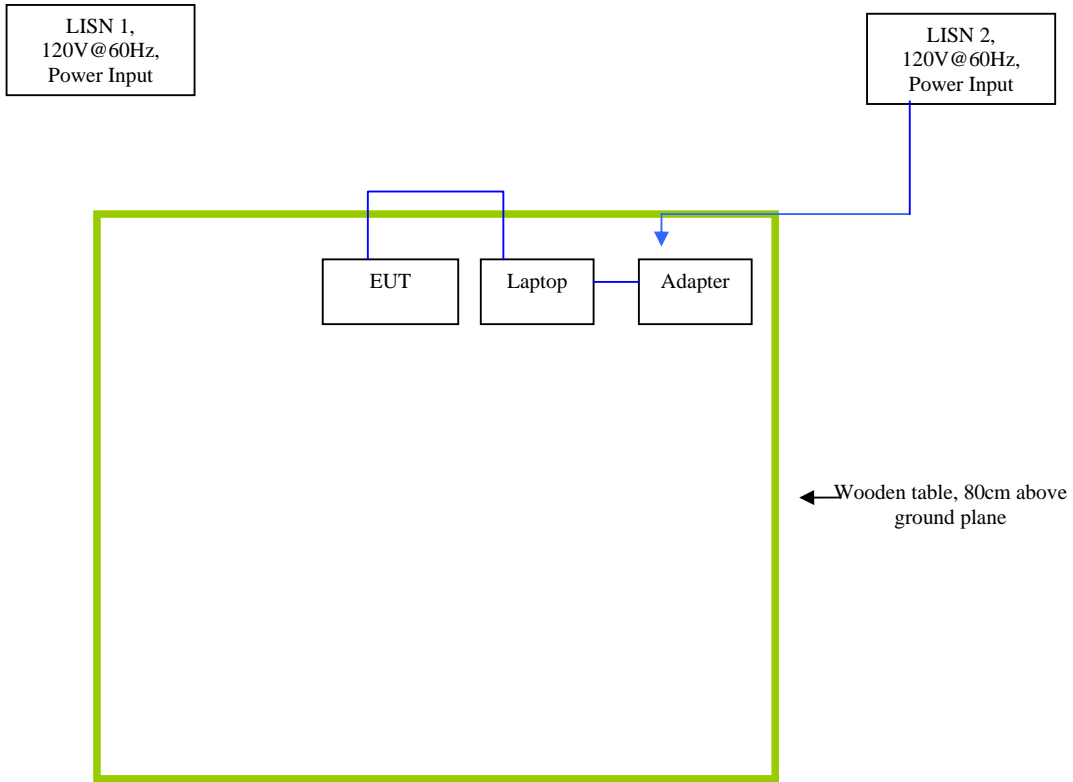 LISN 1,
120V@60Hz,
Power Input
LISN 2,
120V@60Hz,
Power Input
EUT
Laptop
Adapter
Wooden table, 80cm above
ground plane